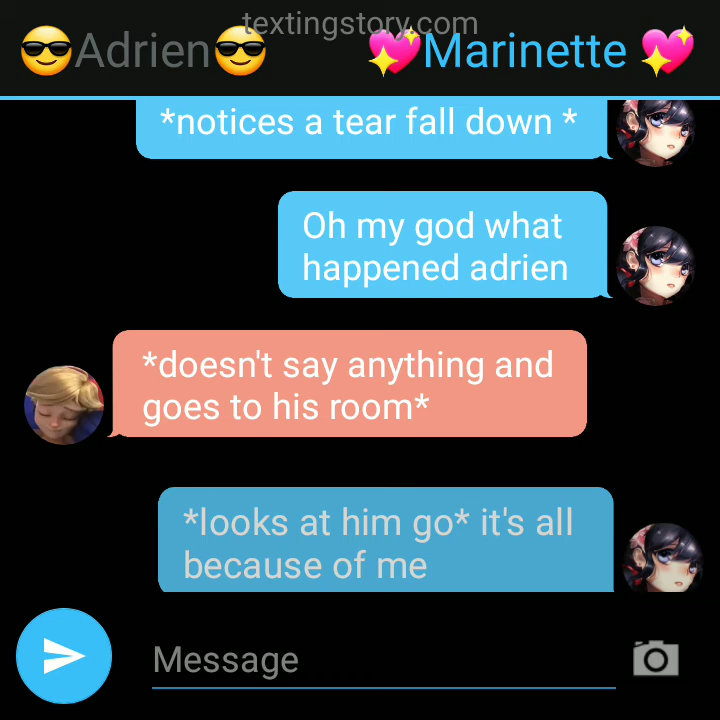 textingstory.com
😎Adrien😎 💖Marinette 💖
*notices a tear fall down *
Oh my god what
happened adrien
*doesn't say anything and
goes to his room*
*looks at him go* it's all
because of me
Message